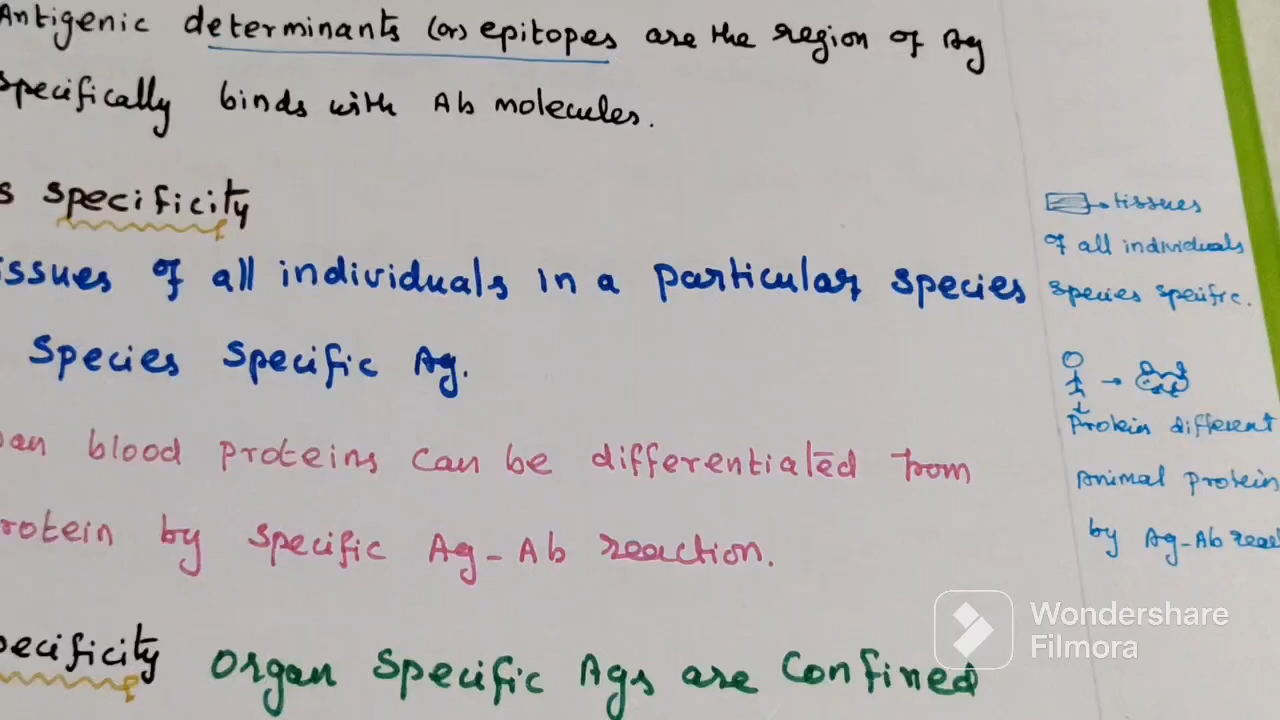 Antigenic determinants (or) epitopes are the region of Ag
specifically binds with Ab molecules.
s specificity
issues of all individuals in a particular species
species specific Ag.
an blood proteins can be differentiated from
rotein by specific Ag-Ab reaction.
pecificity organ specific Ags are confined
tissues
of all individuals
species specific.
Protein different
Animal protein
by Ag-Ab reac
Wondershare
Filmora